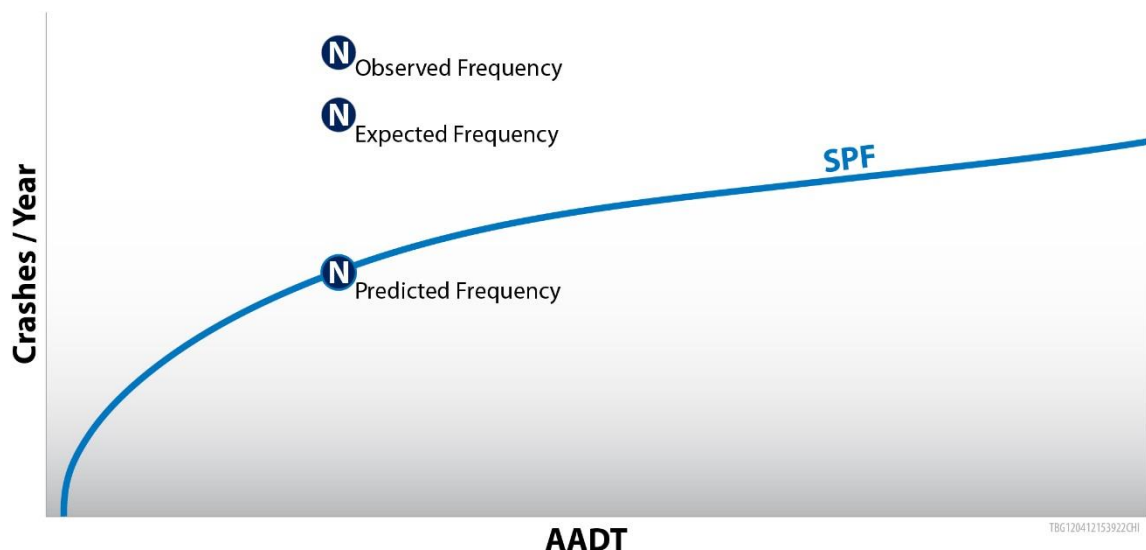 N Observed Frequency
N Expected Frequency
SPF
N Predicted Frequency
Crashes / Year
AADT
TBG120412153922CHI